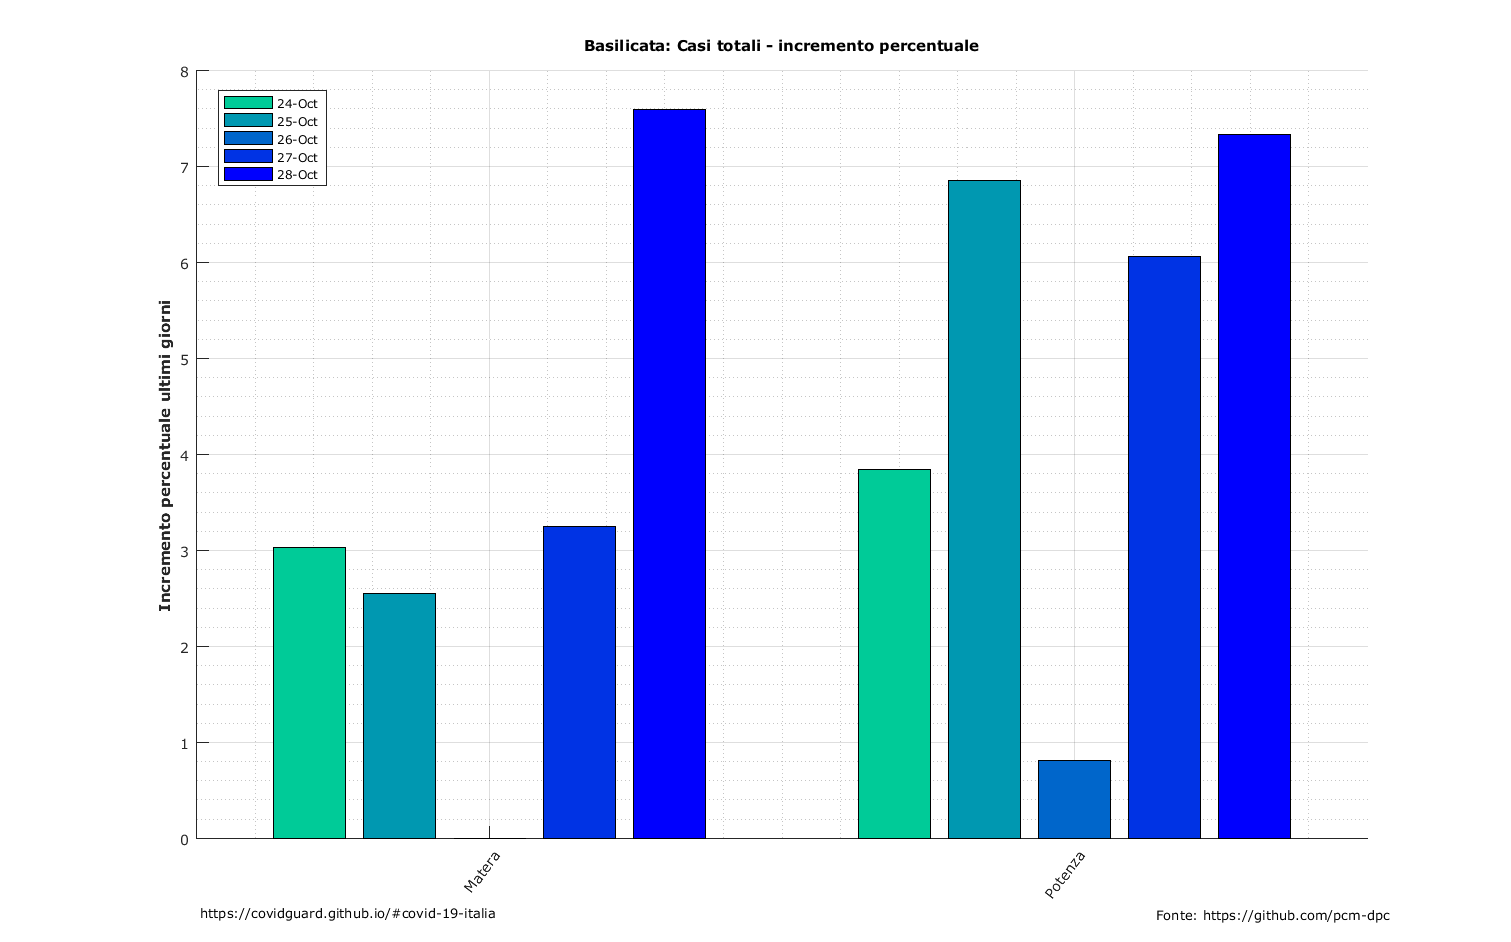 Basilicata: Casi totali - incremento percentuale
8
7
6
5
4
3
2
1
0
Incremento percentuale ultimi giorni
24-Oct
25-Oct
26-Oct
27-Oct
28-Oct
Matera
Potenza
https://covidguard.github.io/#covid-19-italia
Fonte: https://github.com/pcm-dpc